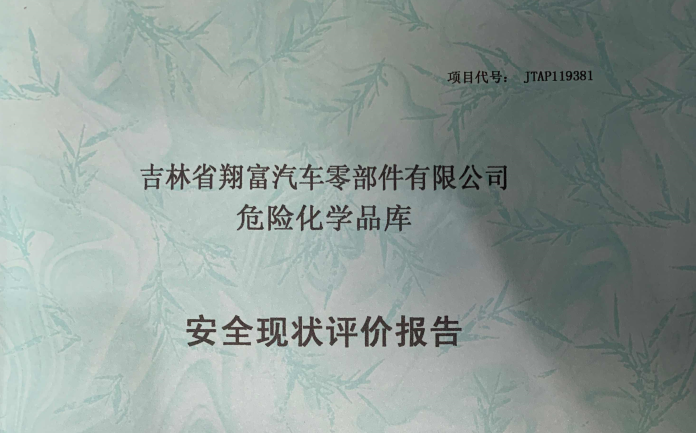 项目代号： JTAP119381
吉林省翔富汽车零部件有限公司
危险化学品库
安全现状评价报告